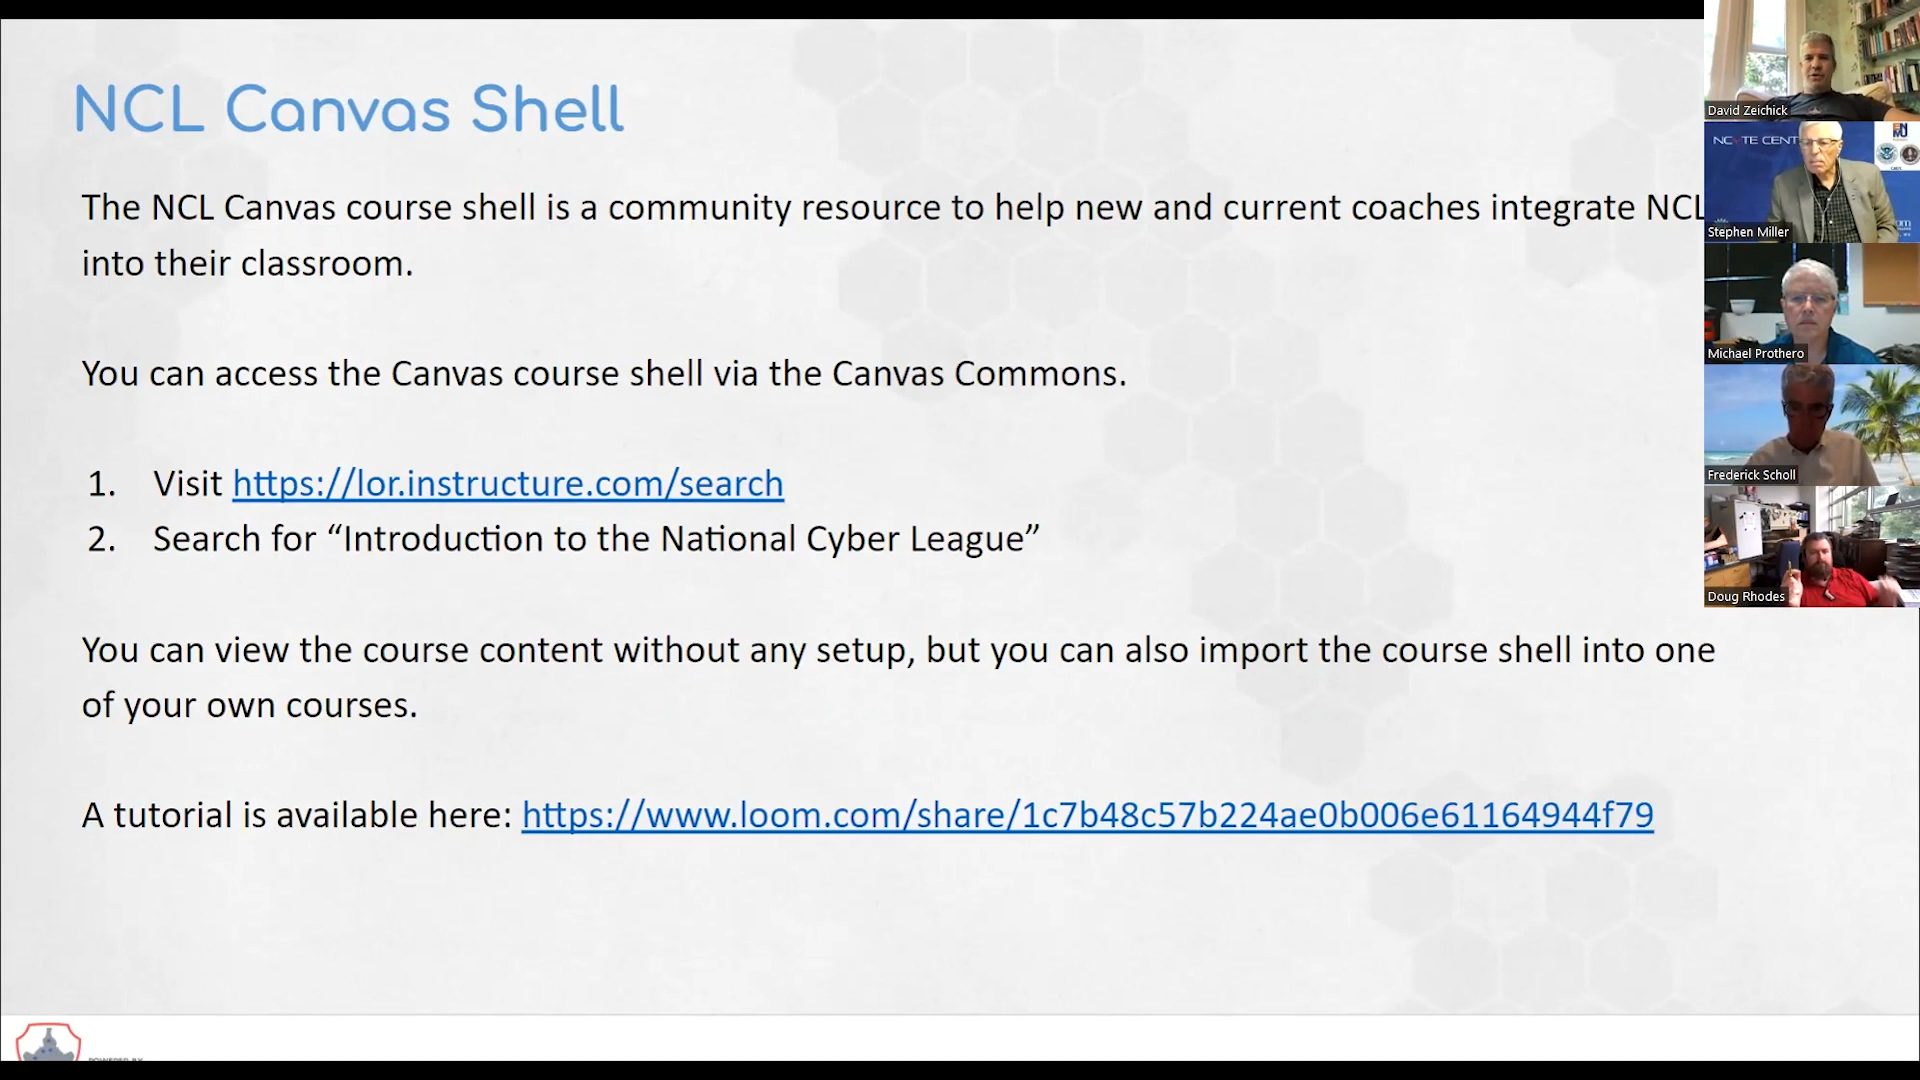 NCL Canvas Shell
The NCL Canvas course shell is a community resource to help new and current coaches integrate NCL
into their classroom.
You can access the Canvas course shell via the Canvas Commons.
1. Visit https://lor.instructure.com/search
2. Search for “Introduction to the National Cyber League”
You can view the course content without any setup, but you can also import the course shell into one
of your own courses.
A tutorial is available here: https://www.loom.com/share/1c7b48c57b224ae0b006e61164944f79
David Zeichick
Stephen Miller
Michael Prothero
Frederick Scholl
Doug Rhodes